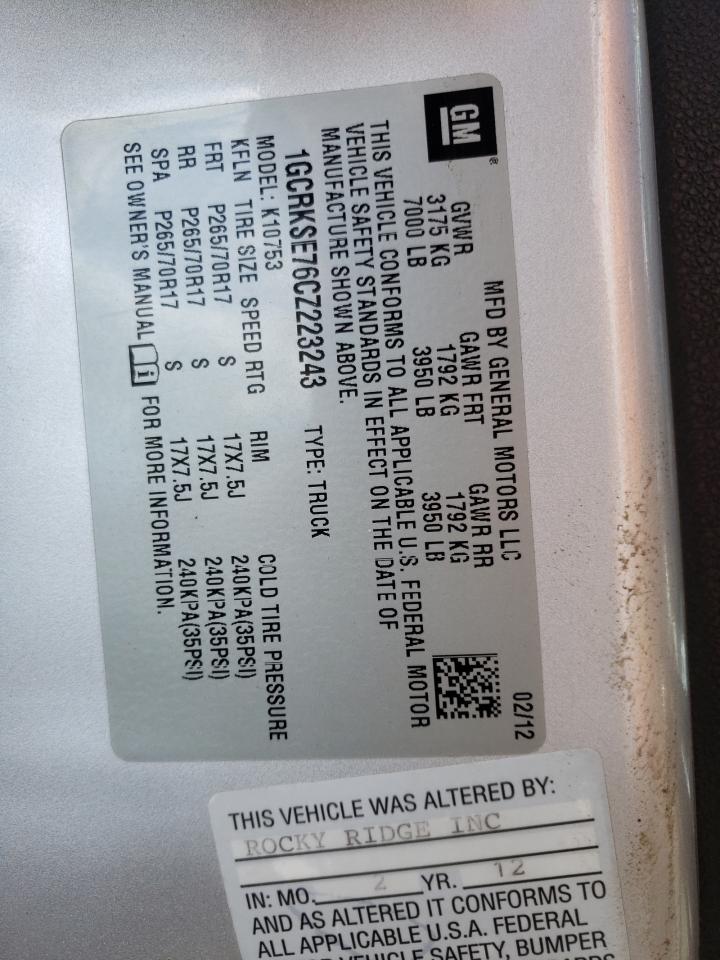 GM
MFD BY GENERAL MOTORS LLC 02/12
GVWR GAWR FRT GAWR RR
3175 KG 1792 KG 1792 KG
7000 LB 3950 LB 3950 LB
THIS VEHICLE CONFORMS TO ALL APPLICABLE U.S. FEDERAL MOTOR
VEHICLE SAFETY STANDARDS IN EFFECT ON THE DATE OF
MANUFACTURE SHOWN ABOVE.
1GCRKSE76CZ223243 TYPE: TRUCK
MODEL: K10753
KFLN TIRE SIZE SPEED RTG RIM COLD TIRE PRESSURE
FRT P265/70R17 S 17X7.5J 240KPA(35PSI)
RR P265/70R17 S 17X7.5J 240KPA(35PSI)
SPA P265/70R17 S 17X7.5J 240KPA(35PSI)
SEE OWNER'S MANUAL i FOR MORE INFORMATION.
THIS VEHICLE WAS ALTERED BY:
ROCKY RIDGE INC
IN: MO. 2 YR. 12
AND AS ALTERED IT CONFORMS TO
ALL APPLICABLE U.S.A. FEDERAL
VEHICLE SAFETY, BUMPER